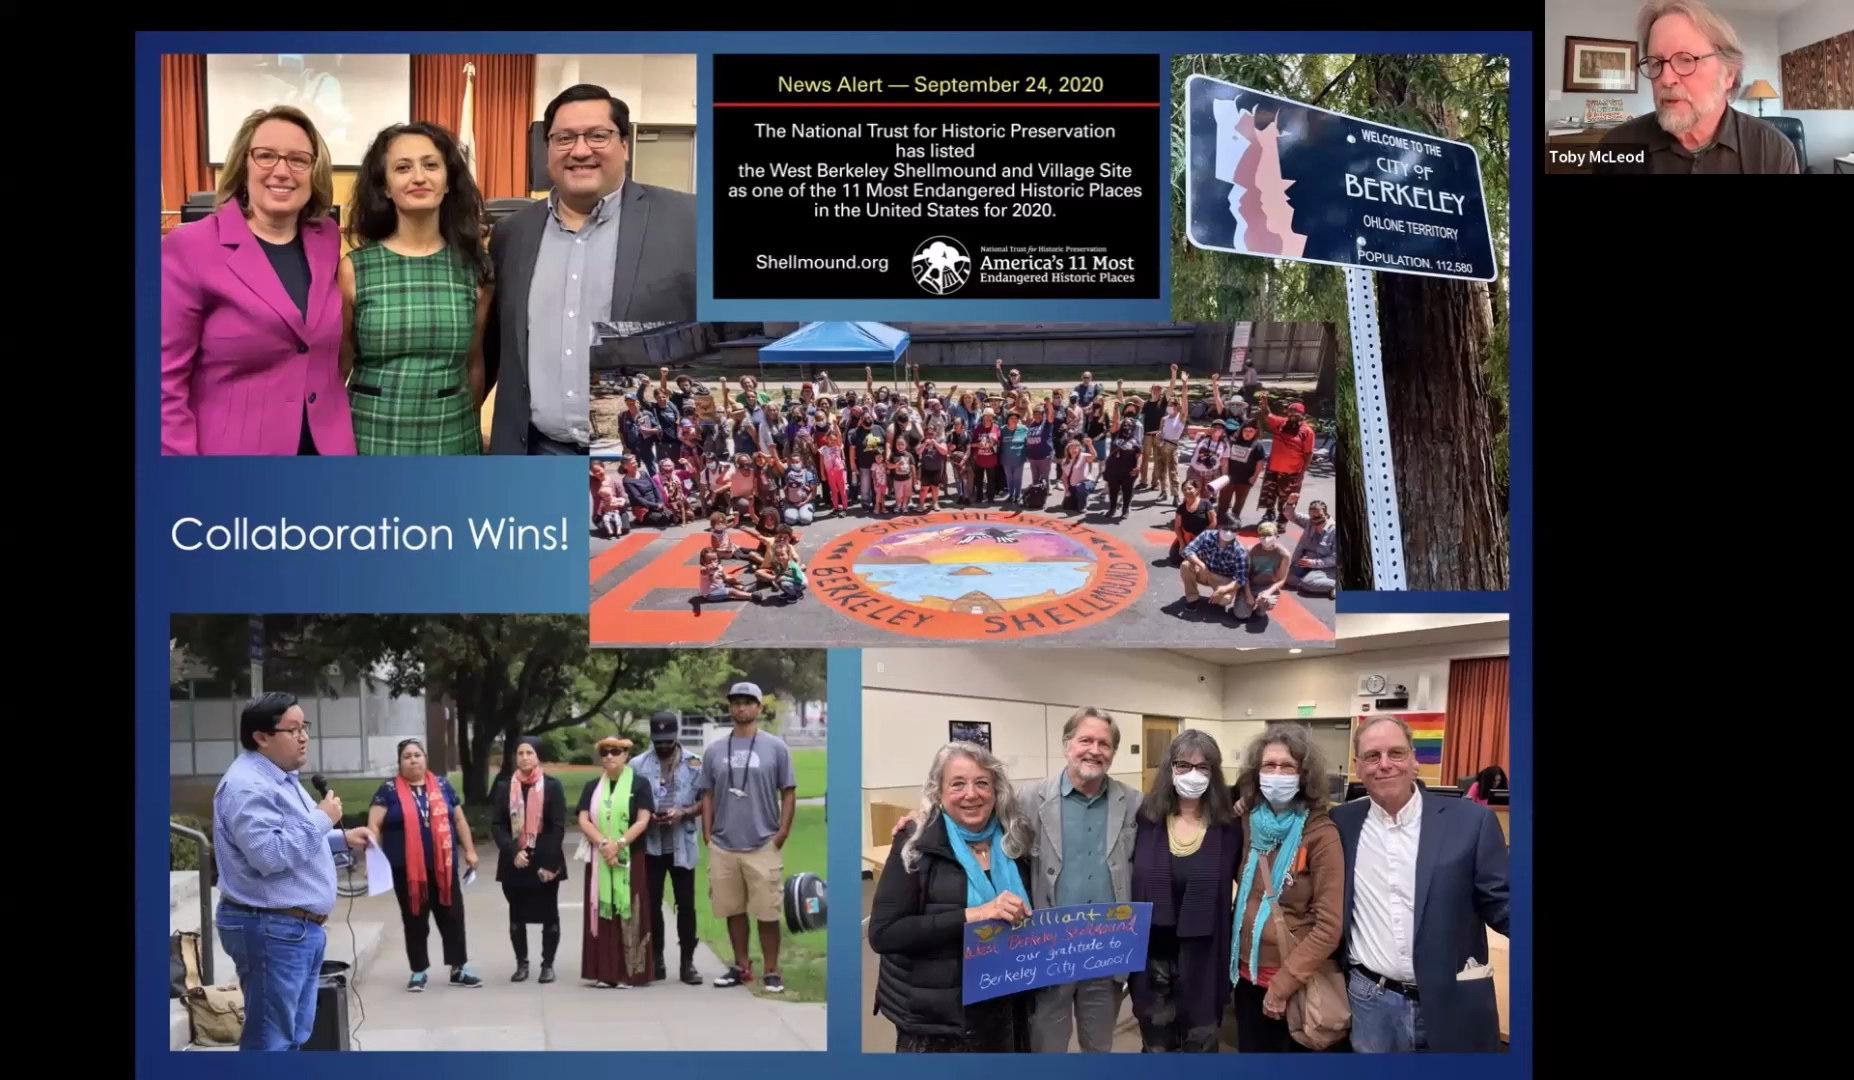 News Alert — September 24, 2020
The National Trust for Historic Preservation
has listed
the West Berkeley Shellmound and Village Site
as one of the 11 Most Endangered Historic Places
in the United States for 2020.
Shellmound.org
National Trust for Historic Preservation
America's 11 Most
Endangered Historic Places
WELCOME TO THE
CITY OF
BERKELEY
OHLONE TERRITORY
POPULATION. 112,580
Toby McLeod
Collaboration Wins!
SAVE THE WEST
BERKELEY SHELLMOUND
Brilliant
West Berkeley Shellmound
our gratitude to
Berkeley City Council